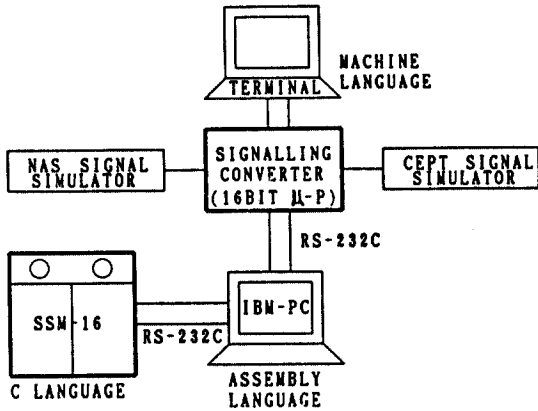 MACHINE
LANGUAGE
TERMINAL
NAS SIGNAL
SIMULATOR
SIGNALLING
CONVERTER
(16BIT μ-P)
CEPT SIGNAL
SIMULATOR
RS-232C
SSM-16
RS-232C
IBM-PC
C LANGUAGE
ASSEMBLY
LANGUAGE